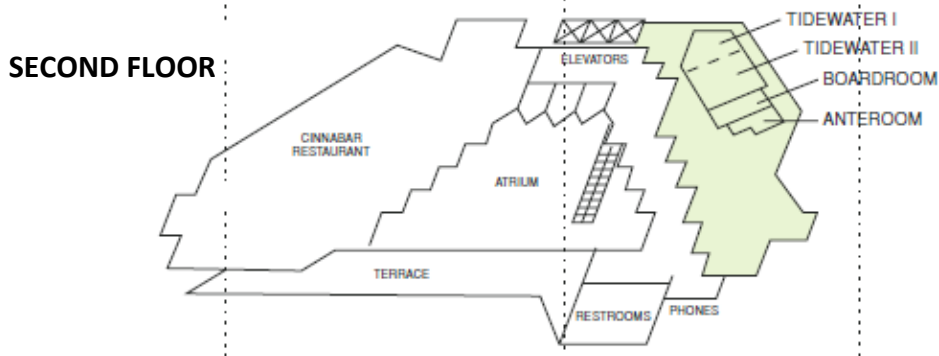 SECOND FLOOR
TIDEWATER I
TIDEWATER II
BOARDROOM
ANTEROOM
ELEVATORS
CINNABAR
RESTAURANT
ATRIUM
TERRACE
RESTROOMS
PHONES